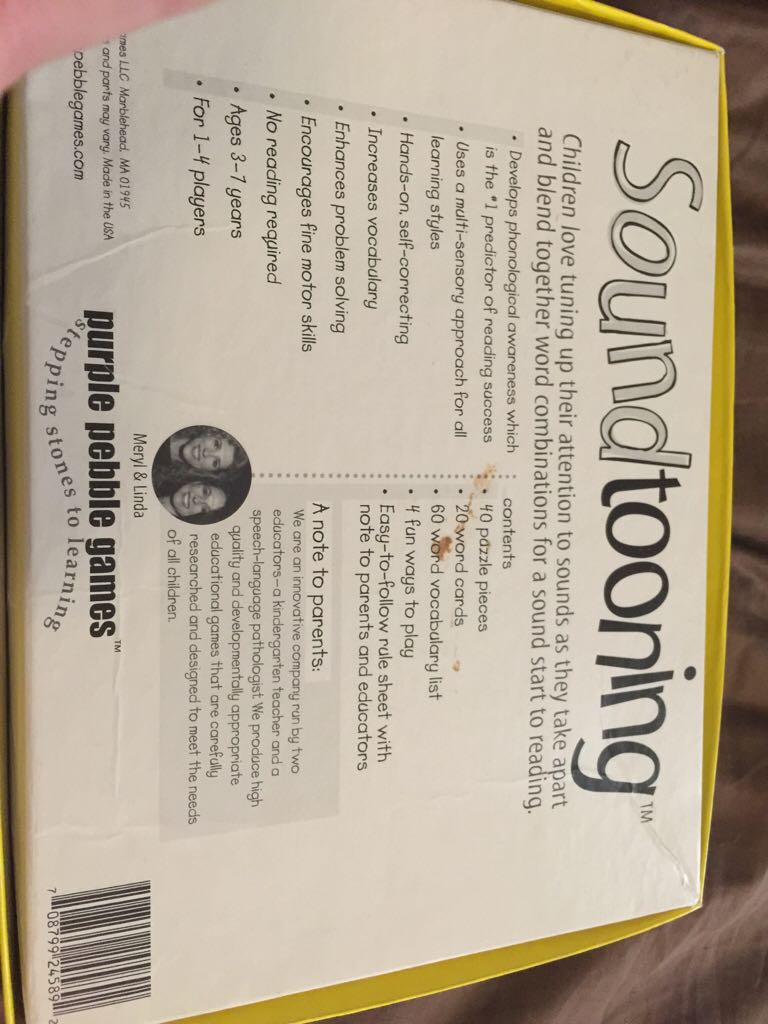 Soundtooning™
Children love tuning up their attention to sounds as they take apart
and blend together word combinations for a sound start to reading.
• Develops phonological awareness which
is the #1 predictor of reading success
• Uses a multi-sensory approach for all
learning styles
• Hands-on, self-correcting
• Increases vocabulary
• Enhances problem solving
• Encourages fine motor skills
• No reading required
• Ages 3-7 years
• For 1-4 players
contents
• 40 puzzle pieces
• 20 word cards
• 60 word vocabulary list
• 4 fun ways to play
• Easy-to-follow rule sheet with
note to parents and educators
A note to parents:
We are an innovative company run by two
educators-a kindergarten teacher and a
speech-language pathologist. We produce high
quality and developmentally appropriate
educational games that are carefully
researched and designed to meet the needs
of all children.
Meryl & Linda
purple pebble games™
stepping stones to learning
LLC Marblehead, MA 01945
and parts may vary. Made in the USA
pebblegames.com
7 08799 24589 2